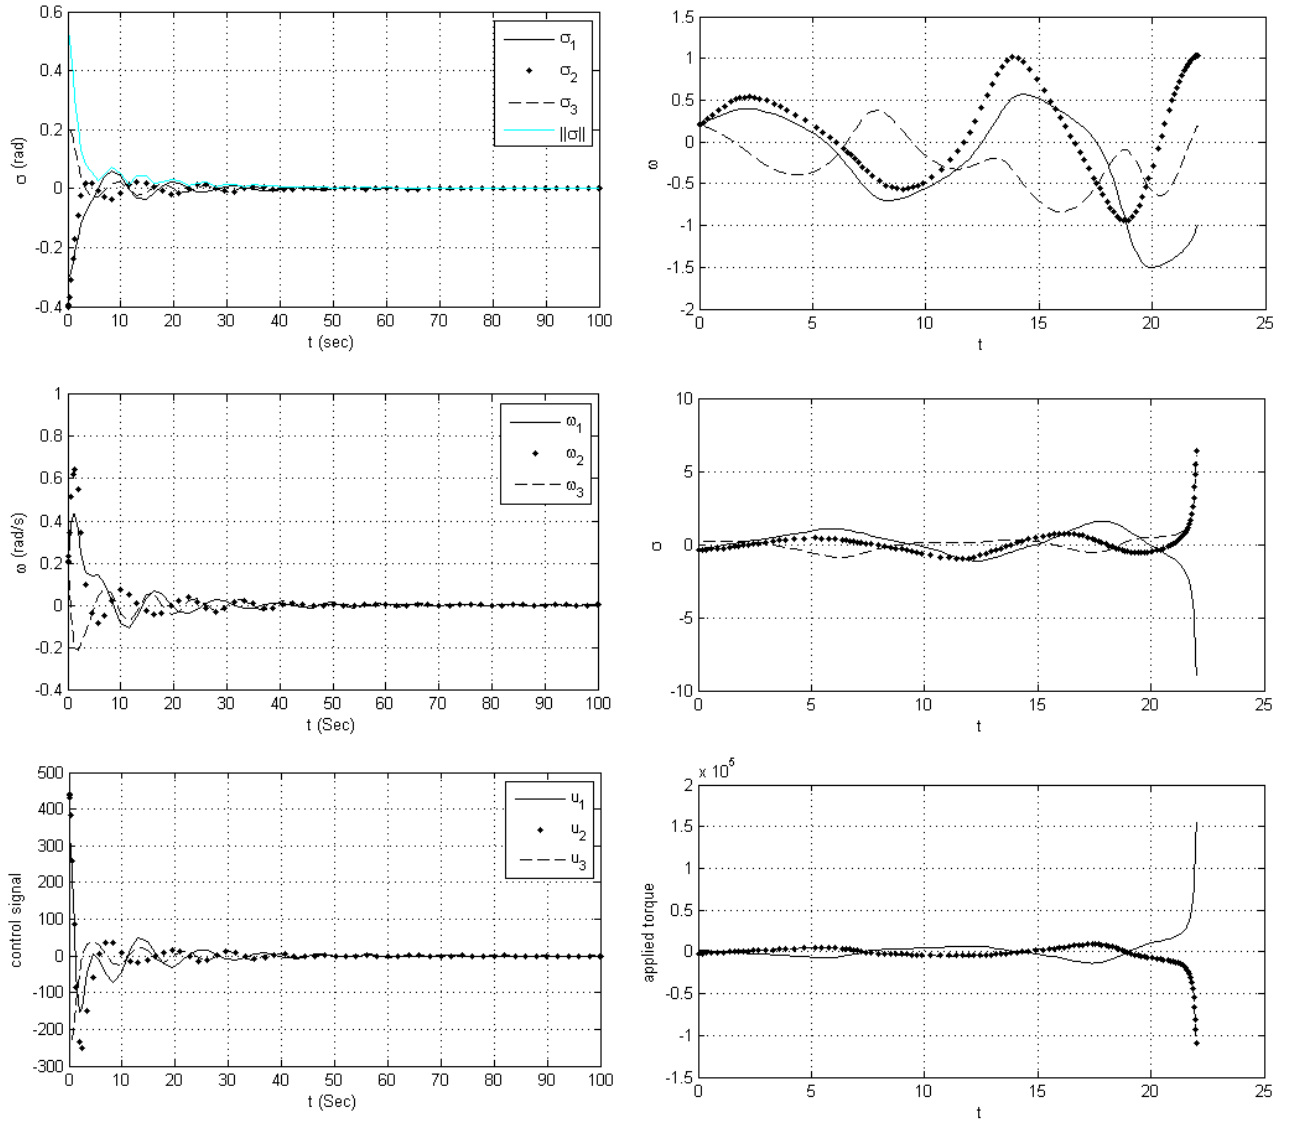 0.6
0.4
0.2
0
-0.2
-0.4
σ (rad)
0 10 20 30 40 50 60 70 80 90 100
t (sec)
σ1
σ2
σ3
||σ||
1.5
1
0.5
0
-0.5
-1
-1.5
-2
ω
0 5 10 15 20 25
t
1
0.8
0.6
0.4
0.2
0
-0.2
-0.4
ω (rad/s)
0 10 20 30 40 50 60 70 80 90 100
t (Sec)
ω1
ω2
ω3
10
5
0
-5
-10
σ
0 5 10 15 20 25
t
500
400
300
200
100
0
-100
-200
-300
control signal
0 10 20 30 40 50 60 70 80 90 100
t (Sec)
u1
u2
u3
x 10^5
2
1.5
1
0.5
0
-0.5
-1
-1.5
applied torque
0 5 10 15 20 25
t